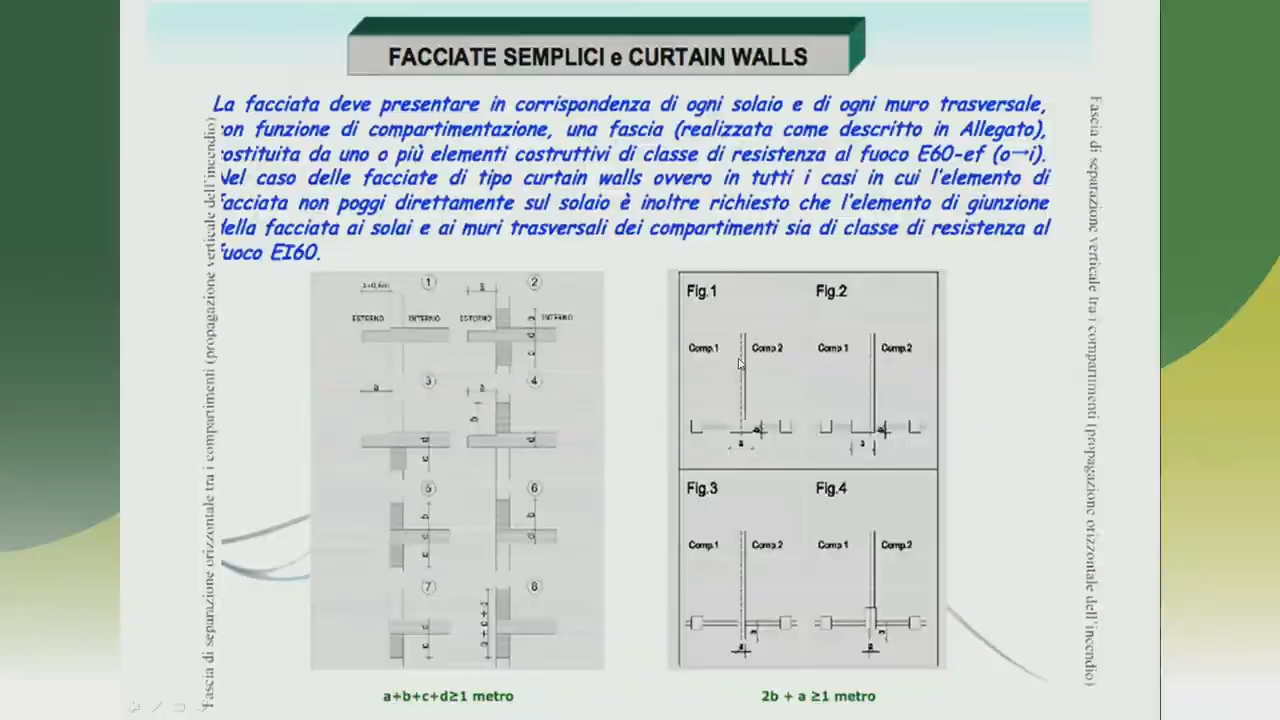 FACCIATE SEMPLICI e CURTAIN WALLS
La facciata deve presentare in corrispondenza di ogni solaio e di ogni muro trasversale,
con funzione di compartimentazione, una fascia (realizzata come descritto in Allegato),
costituita da uno o più elementi costruttivi di classe di resistenza al fuoco E60-ef (o→i).
Nel caso delle facciate di tipo curtain walls ovvero in tutti i casi in cui l'elemento di
facciata non poggi direttamente sul solaio è inoltre richiesto che l'elemento di giunzione
della facciata ai solai e ai muri trasversali dei compartimenti sia di classe di resistenza al
fuoco EI60.
Fascia di separazione orizzontale tra i compartimenti (propagazione verticale dell'incendio)
1 2
ESTERNO INTERNO ESTERNO INTERNO
a
d
c
3 4
a
b
d
c
d
5 6
b
d
c
b
d
7 8
d
c
a+b+c+d≥1 metro
Fig.1 Fig.2
Comp.1 Comp.2 Comp.1 Comp.2
a a
Fig.3 Fig.4
Comp.1 Comp.2 Comp.1 Comp.2
a a
2b + a ≥1 metro
Fascia di separazione verticale tra i compartimenti (propagazione orizzontale dell'incendio)